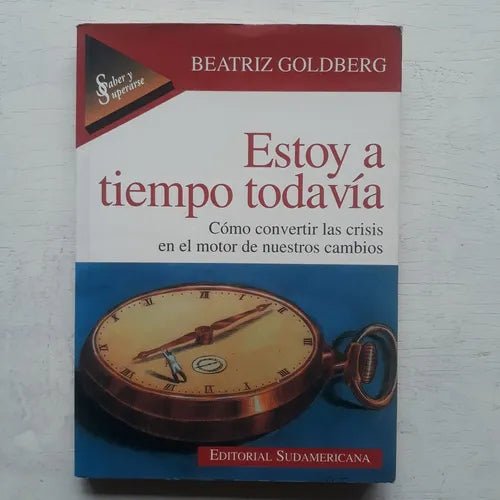 Saber y
Superarse
BEATRIZ GOLDBERG
Estoy a
tiempo todavía
Cómo convertir las crisis
en el motor de nuestros cambios
EDITORIAL SUDAMERICANA